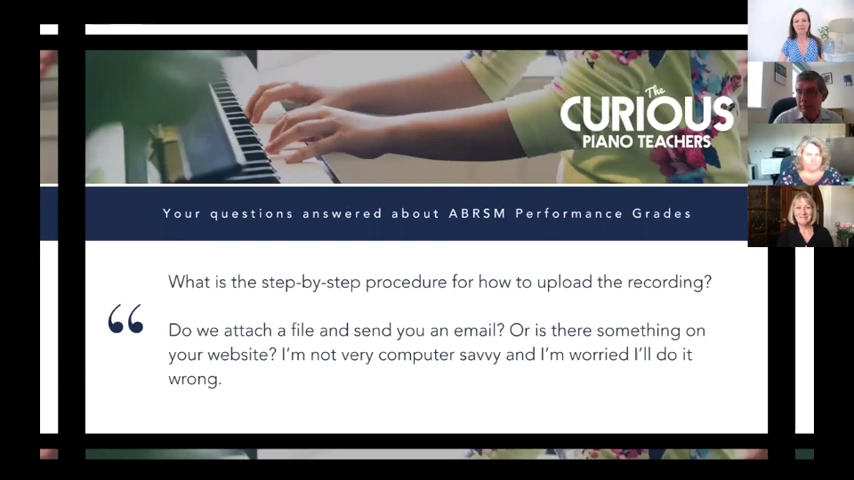 The
CURIOUS
PIANO TEACHERS
Your questions answered about ABRSM Performance Grades
What is the step-by-step procedure for how to upload the recording?
“
Do we attach a file and send you an email? Or is there something on
your website? I'm not very computer savvy and I'm worried I'll do it
wrong.